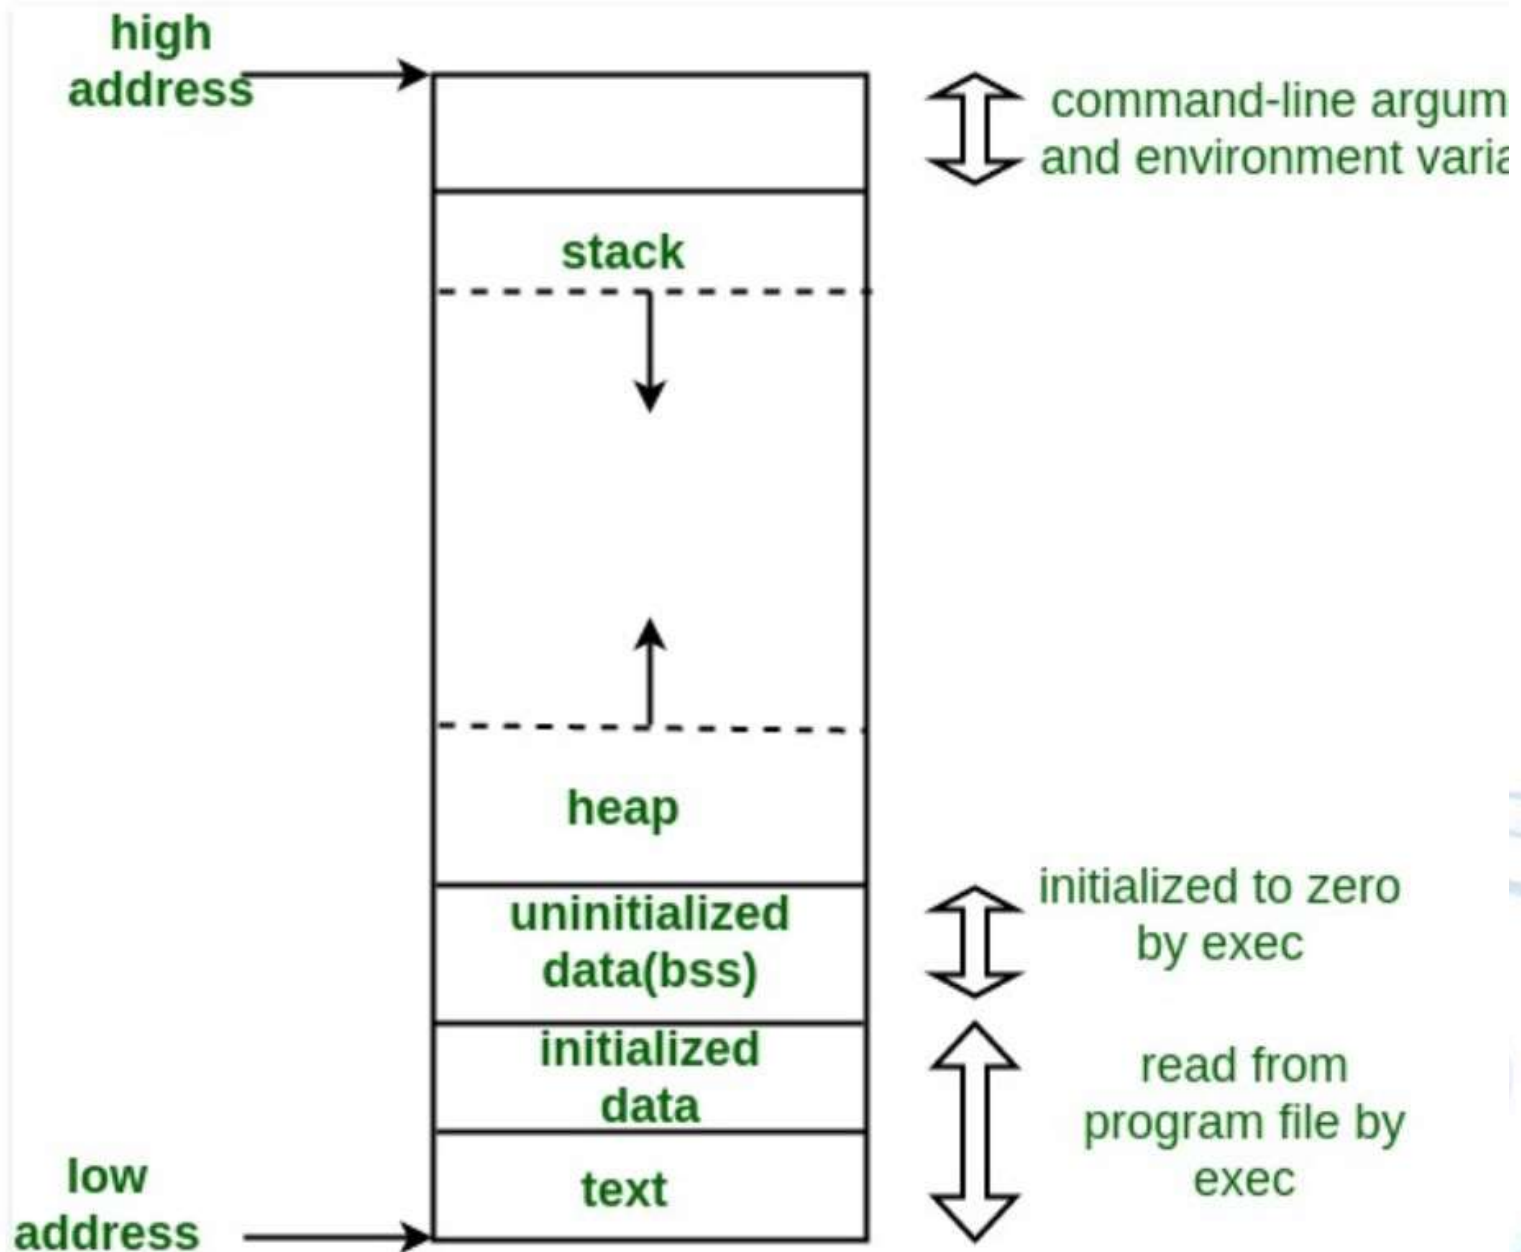 high
address
command-line argum
and environment varia
stack
heap
uninitialized
data(bss)
initialized to zero
by exec
initialized
data
read from
program file by
exec
text
low
address